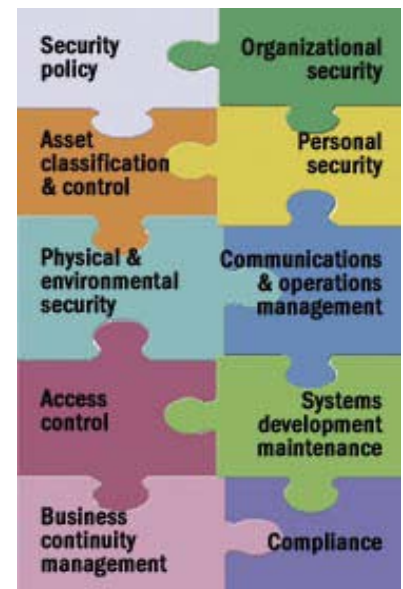 Security
policy
Organizational
security
Asset
classification
& control
Personal
security
Physical &
environmental
security
Communications
& operations
management
Access
control
Systems
development
maintenance
Business
continuity
management
Compliance